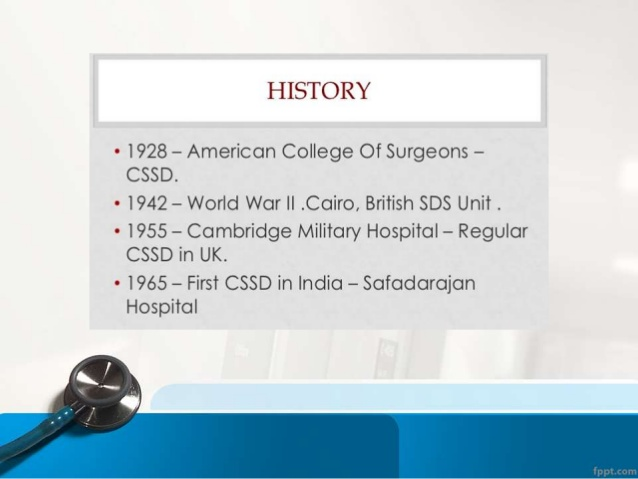 HISTORY
• 1928 – American College Of Surgeons –
CSSD.
• 1942 – World War II .Cairo, British SDS Unit .
• 1955 – Cambridge Military Hospital – Regular
CSSD in UK.
• 1965 – First CSSD in India – Safadarajan
Hospital
fppt.com